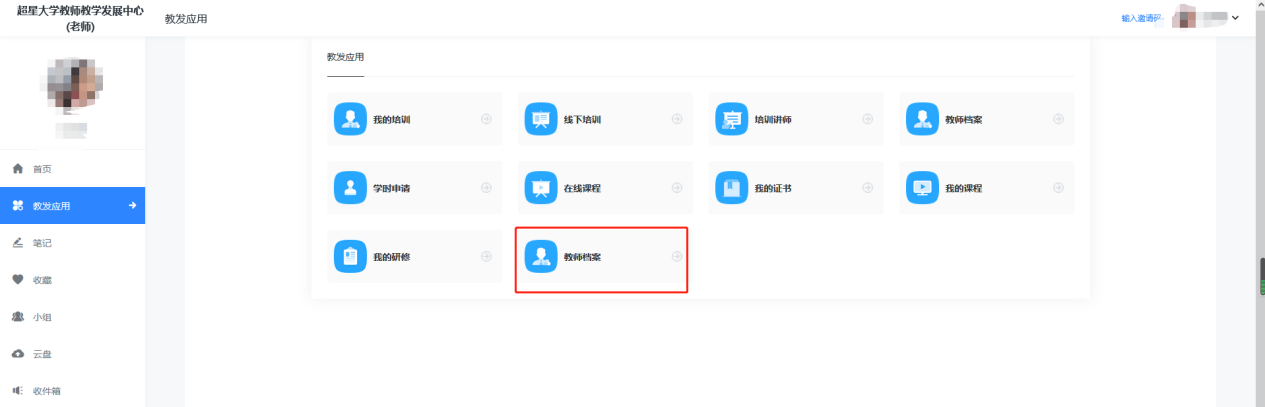 超星大学教师教学发展中心
(老师)
教发应用
输入邀请码
首页
教发应用
笔记
收藏
小组
云盘
收件箱
教发应用
我的培训
线下培训
培训讲师
教师档案
学时申请
在线课程
我的证书
我的课程
我的研修
教师档案